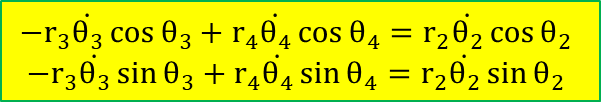 −r₃θ̇₃ cos θ₃ + r₄θ̇₄ cos θ₄ = r₂θ̇₂ cos θ₂
−r₃θ̇₃ sin θ₃ + r₄θ̇₄ sin θ₄ = r₂θ̇₂ sin θ₂